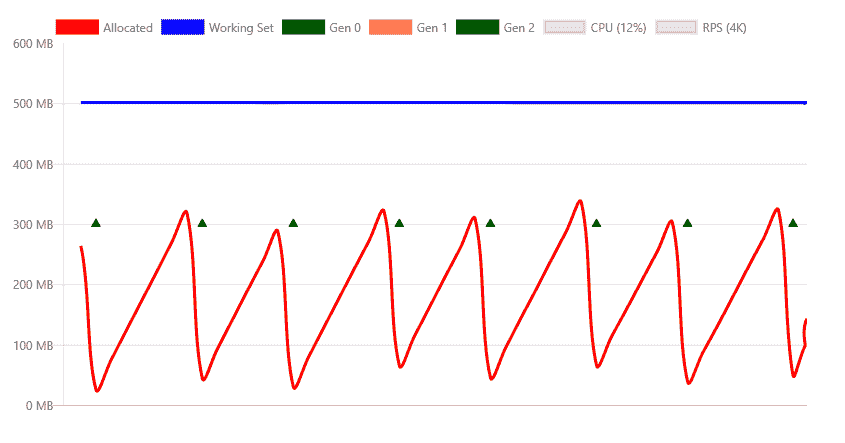 Allocated Working Set Gen 0 Gen 1 Gen 2 CPU (12%) RPS (4K)
600 MB
500 MB
400 MB
300 MB
200 MB
100 MB
0 MB